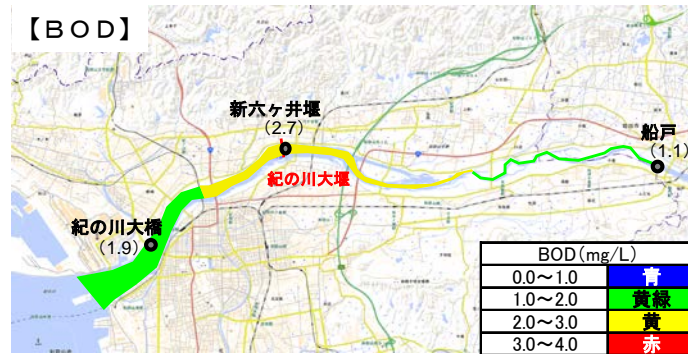 【BOD】
新六ヶ井堰
(2.7)
船戸
(1.1)
紀の川大堰
紀の川大橋
(1.9)
BOD(mg/L)
0.0～1.0 青
1.0～2.0 黄緑
2.0～3.0 黄
3.0～4.0 赤